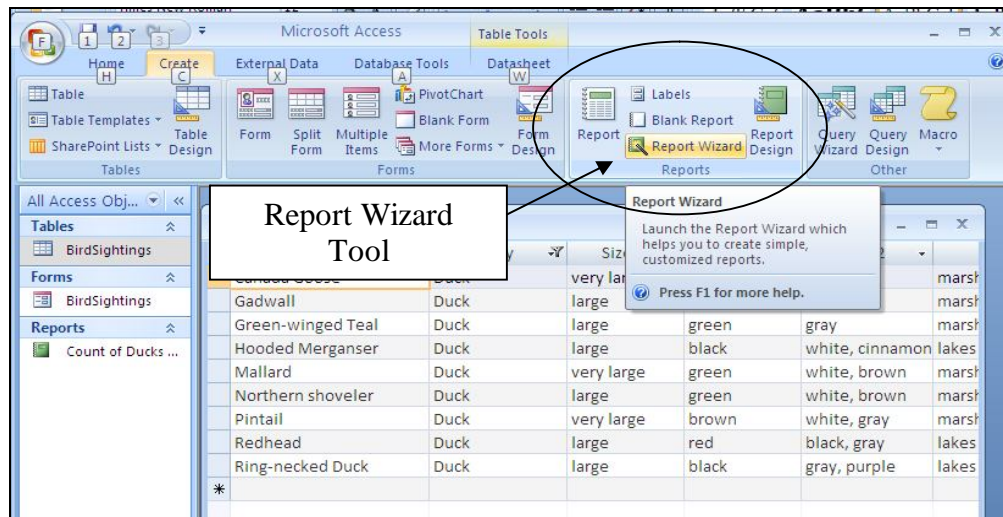 Microsoft Access Table Tools
F 1 2 3
Home Create External Data Database Tools Datasheet
H C X A W
Table
Table Templates
SharePoint Lists
Table Design
Tables
Form
Split Form
Multiple Items
PivotChart
Blank Form
More Forms
Form Design
Forms
Report
Labels
Blank Report
Report Wizard
Report Design
Reports
Query Wizard
Query Design
Macro
Other
Report Wizard
Tool
Report Wizard
Launch the Report Wizard which
helps you to create simple,
customized reports.
Press F1 for more help.
All Access Obj...
Tables
BirdSightings
Forms
BirdSightings
Reports
Count of Ducks ...
Canada Goose Duck very lar marsh
Gadwall Duck large marsh
Green-winged Teal Duck large green gray marsh
Hooded Merganser Duck large black white, cinnamon lakes
Mallard Duck very large green white, brown marsh
Northern shoveler Duck large green white, brown marsh
Pintail Duck very large brown white, gray marsh
Redhead Duck large red black, gray lakes
Ring-necked Duck Duck large black gray, purple lakes